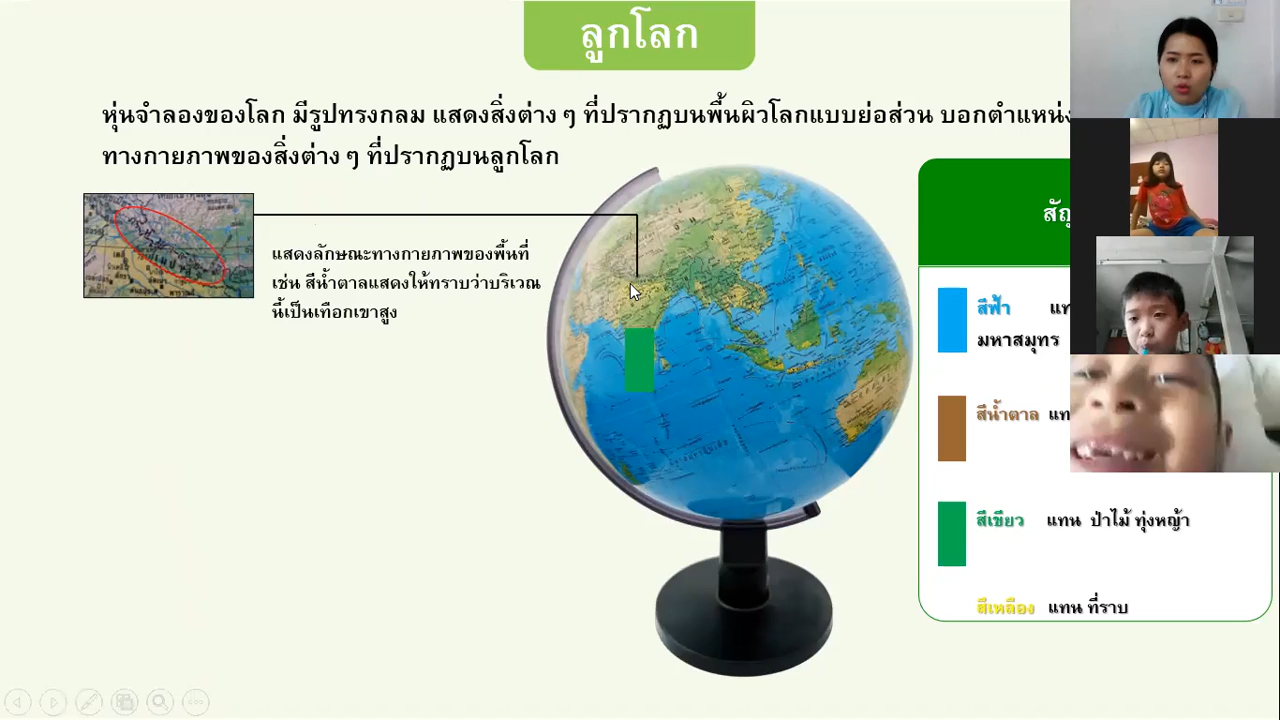 ลูกโลก
หุ่นจำลองของโลก มีรูปทรงกลม แสดงสิ่งต่าง ๆ ที่ปรากฏบนพื้นผิวโลกแบบย่อส่วน บอกตำแหน่ง
ทางกายภาพของสิ่งต่าง ๆ ที่ปรากฏบนลูกโลก
แสดงลักษณะทางกายภาพของพื้นที่
เช่น สีน้ำตาลแสดงให้ทราบว่าบริเวณ
นี้เป็นเทือกเขาสูง
สีฟ้า
มหาสมุทร
สีน้ำตาล
สีเขียว แทน ป่าไม้ ทุ่งหญ้า
สีเหลือง แทน ที่ราบ